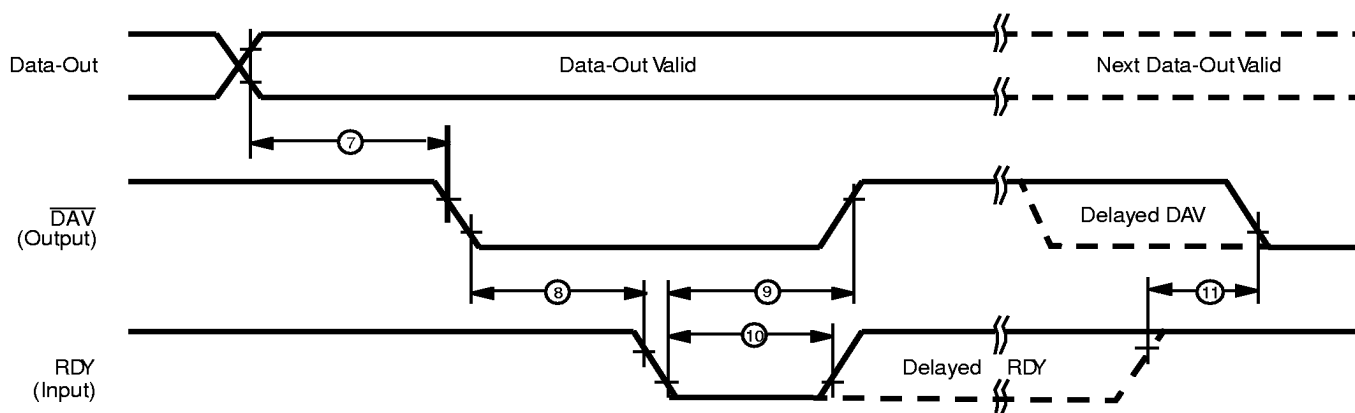 Data-Out
Data-Out Valid
Next Data-Out Valid
7
DAV
(Output)
Delayed DAV
8
9
11
10
RDY
(Input)
Delayed RDY